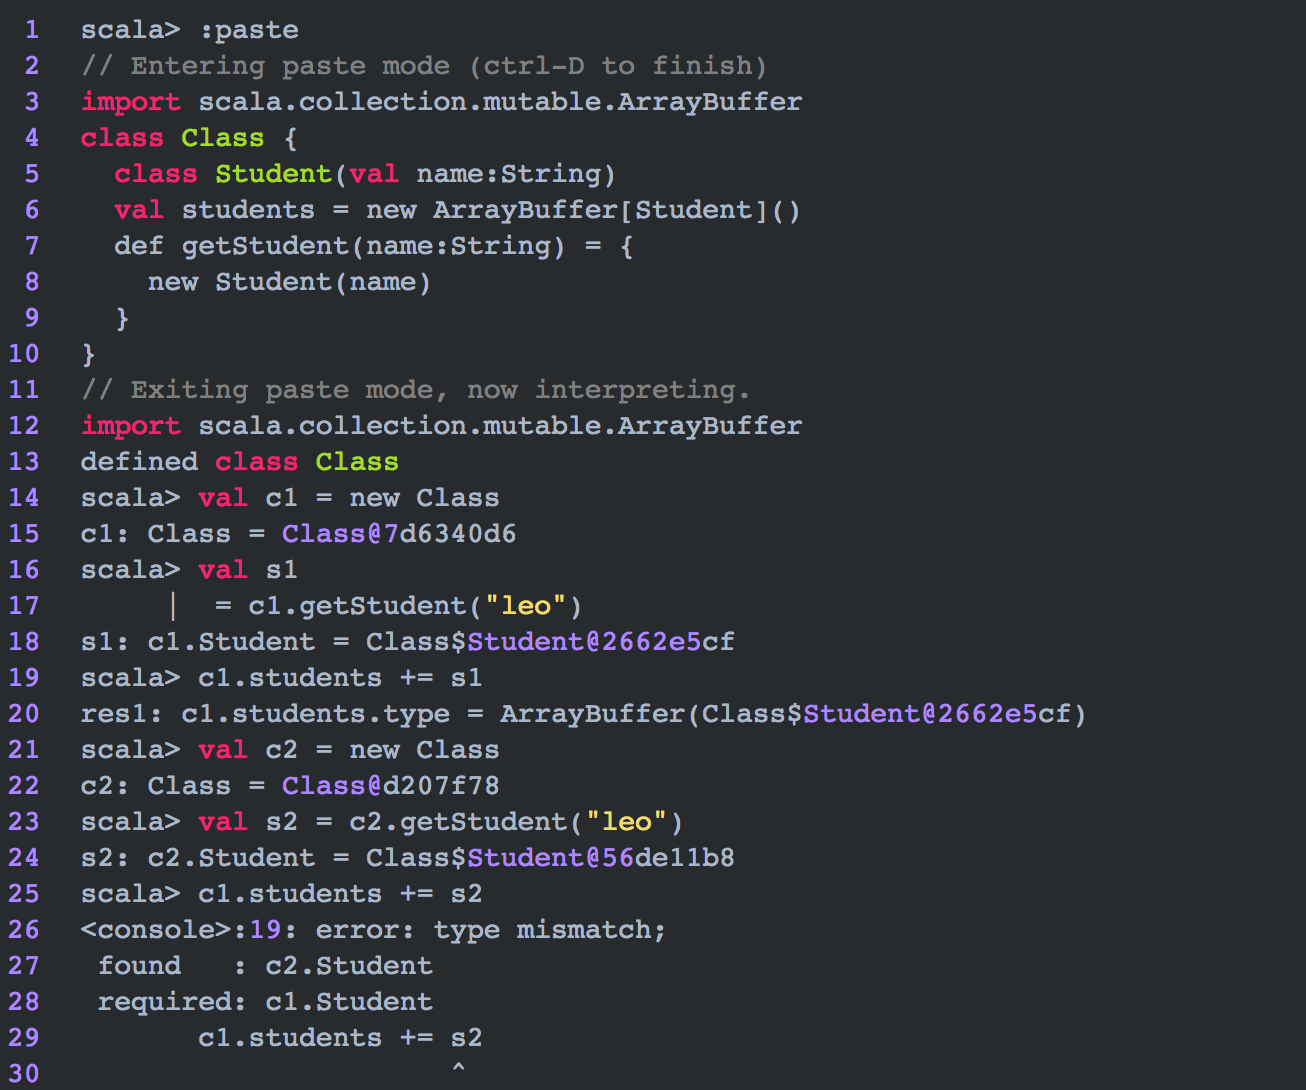 1 scala> :paste
2 // Entering paste mode (ctrl-D to finish)
3 import scala.collection.mutable.ArrayBuffer
4 class Class {
5   class Student(val name:String)
6   val students = new ArrayBuffer[Student]()
7   def getStudent(name:String) = {
8     new Student(name)
9   }
10 }
11 // Exiting paste mode, now interpreting.
12 import scala.collection.mutable.ArrayBuffer
13 defined class Class
14 scala> val c1 = new Class
15 c1: Class = Class@7d6340d6
16 scala> val s1
17      |  = c1.getStudent("leo")
18 s1: c1.Student = Class$Student@2662e5cf
19 scala> c1.students += s1
20 res1: c1.students.type = ArrayBuffer(Class$Student@2662e5cf)
21 scala> val c2 = new Class
22 c2: Class = Class@d207f78
23 scala> val s2 = c2.getStudent("leo")
24 s2: c2.Student = Class$Student@56de11b8
25 scala> c1.students += s2
26 <console>:19: error: type mismatch;
27  found   : c2.Student
28  required: c1.Student
29        c1.students += s2
30                       ^